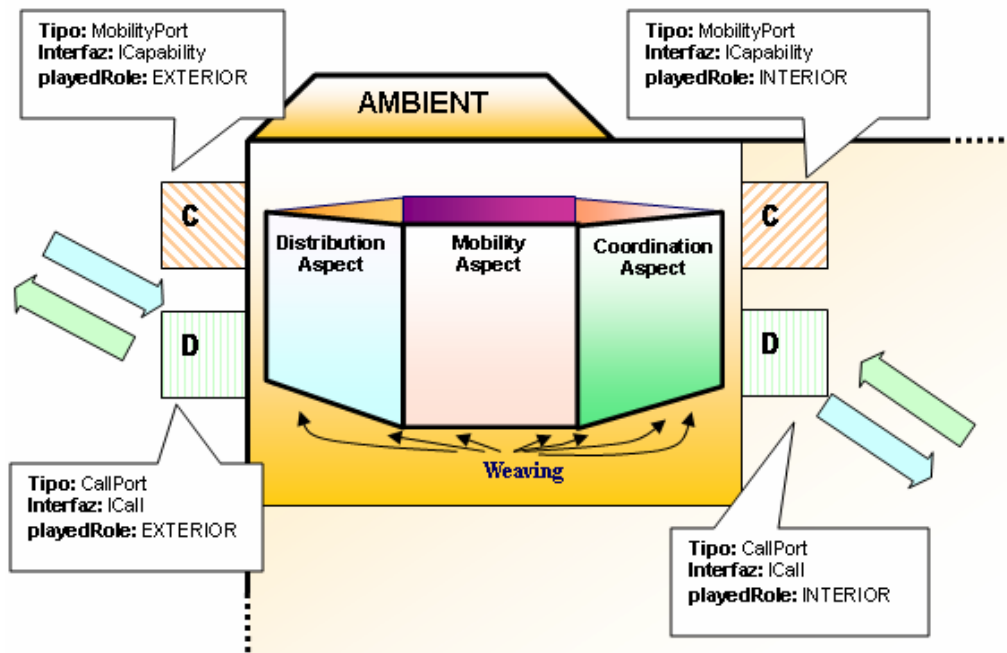 Tipo: MobilityPort
Interfaz: ICapability
playedRole: EXTERIOR
Tipo: MobilityPort
Interfaz: ICapability
playedRole: INTERIOR
AMBIENT
C
C
Distribution
Aspect
Mobility
Aspect
Coordination
Aspect
D
D
Weaving
Tipo: CallPort
Interfaz: ICall
playedRole: EXTERIOR
Tipo: CallPort
Interfaz: ICall
playedRole: INTERIOR